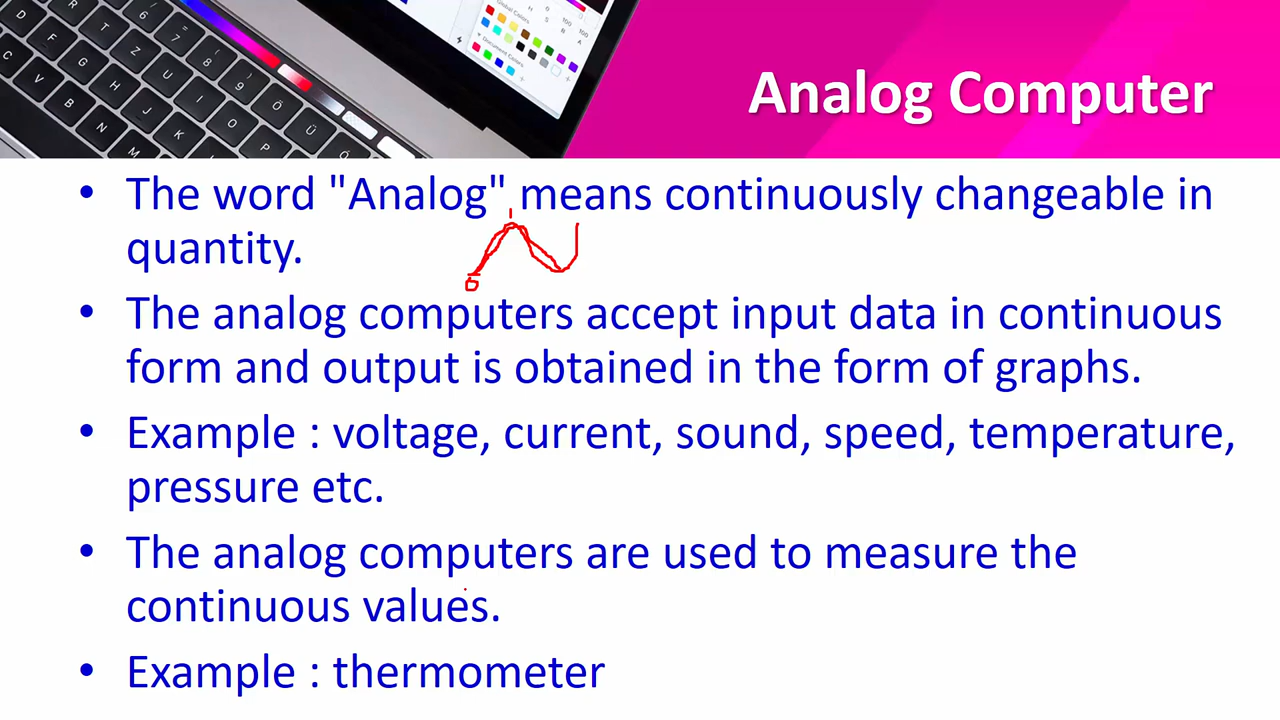 Analog Computer
• The word "Analog" means continuously changeable in
quantity.
• The analog computers accept input data in continuous
form and output is obtained in the form of graphs.
• Example : voltage, current, sound, speed, temperature,
pressure etc.
• The analog computers are used to measure the
continuous values.
• Example : thermometer